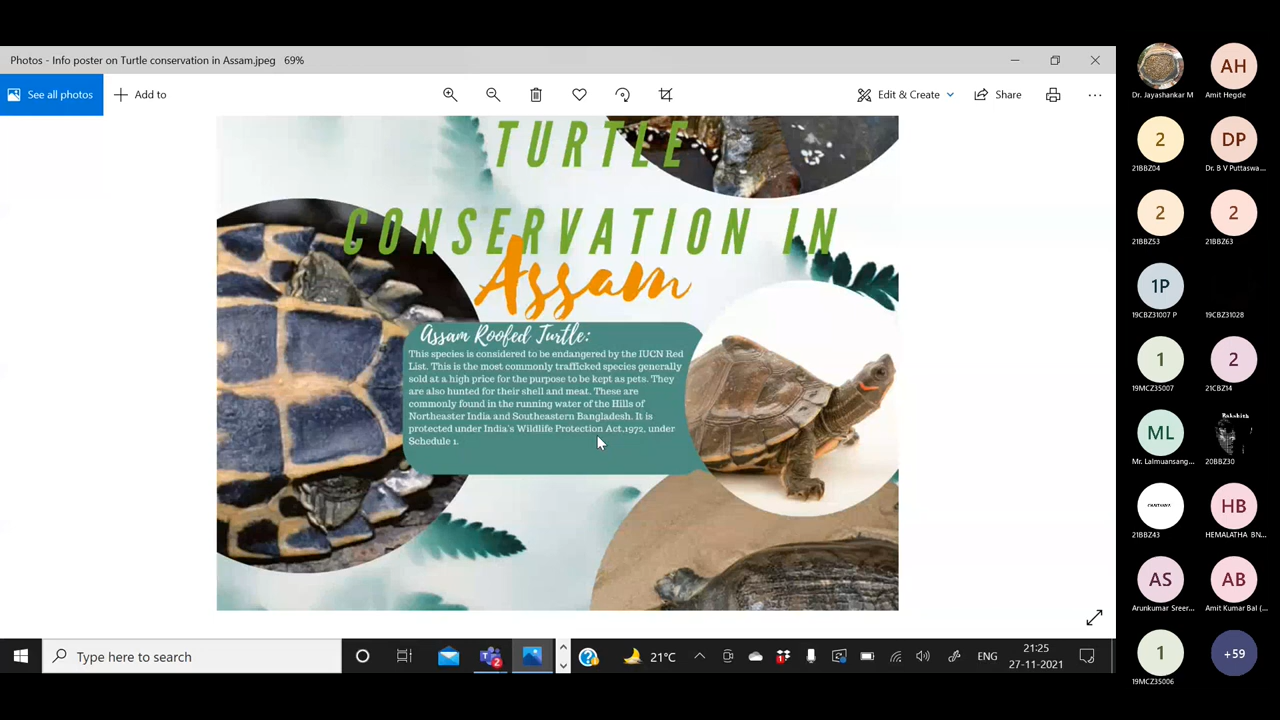 Photos - Info poster on Turtle conservation in Assam.jpeg 69%
See all photos
Add to
Edit & Create
Share
TURTLE
CONSERVATION IN
Assam
Assam Roofed Turtle:
This species is considered to be endangered by the IUCN Red
List. This is the most commonly trafficked species generally
sold at a high price for the purpose to be kept as pets. They
are also hunted for their shell and meat. These are
commonly found in the running water of the Hills of
Northeaster India and Southeastern Bangladesh. It is
protected under India's Wildlife Protection Act,1972, under
Schedule 1.
Type here to search
2
21°C
1
ENG
21:25
27-11-2021
Dr. Jayashankar M
AH
Amit Hegde
2
21BBZ04
DP
Dr. B V Puttaswa...
2
21BBZ53
2
21BBZ63
1P
19CBZ31007 P
19CBZ31028
1
19MCZ35007
2
21CBZ14
ML
Mr. Lalmuansang...
Rakshith
20BBZ30
CHAITHANYA
21BBZ43
HB
HEMALATHA BN...
AS
Arunkumar Sreer...
AB
Amit Kumar Bal (...
1
19MCZ35006
+59